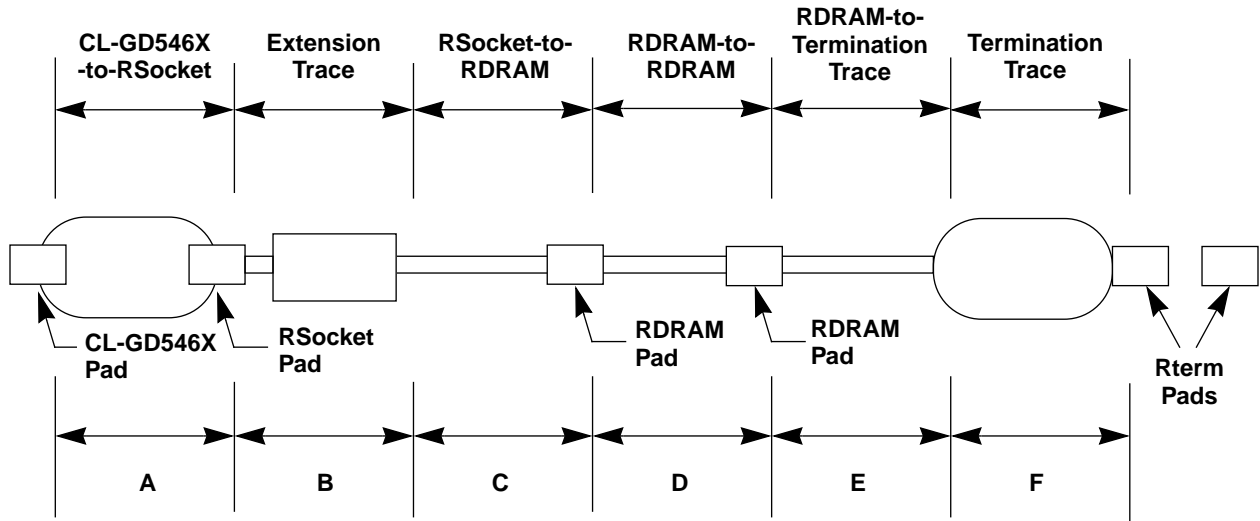 CL-GD546X
-to-RSocket
Extension
Trace
RSocket-to-
RDRAM
RDRAM-to-
RDRAM
RDRAM-to-
Termination
Trace
Termination
Trace
CL-GD546X
Pad
RSocket
Pad
RDRAM
Pad
RDRAM
Pad
Rterm
Pads
A
B
C
D
E
F